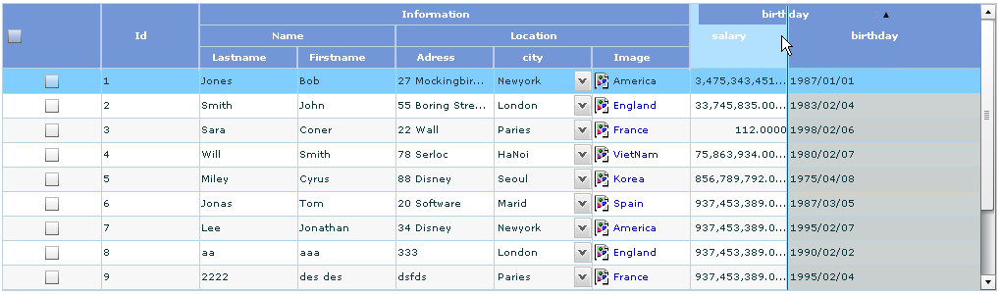 Information birthday
Id Name Location salary birthday
Lastname Firstname Adress city Image
1 Jones Bob 27 Mockingbir... Newyork America 3,475,343,451... 1987/01/01
2 Smith John 55 Boring Stre... London England 33,745,835.00... 1983/02/04
3 Sara Coner 22 Wall Paries France 112.0000 1998/02/06
4 Will Smith 78 Serloc HaNoi VietNam 75,863,934.00... 1980/02/07
5 Miley Cyrus 88 Disney Seoul Korea 856,789,792.0... 1975/04/08
6 Jonas Tom 20 Software Marid Spain 937,453,389.0... 1987/03/05
7 Lee Jonathan 34 Disney Newyork America 937,453,389.0... 1995/02/07
8 aa aaa 333 London England 937,453,389.0... 1990/02/02
9 2222 des des dsfds Paries France 937,453,389.0... 1995/02/04